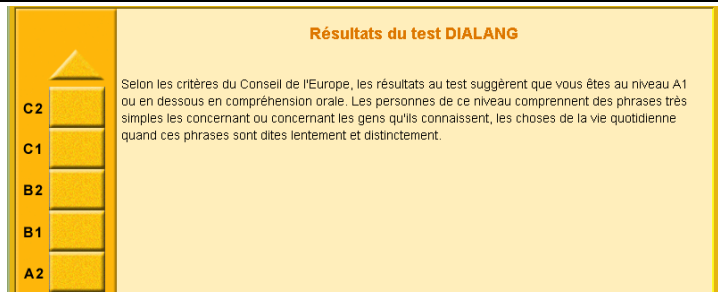 Résultats du test DIALANG
Selon les critères du Conseil de l'Europe, les résultats au test suggèrent que vous êtes au niveau A1
ou en dessous en compréhension orale. Les personnes de ce niveau comprennent des phrases très
simples les concernant ou concernant les gens qu'ils connaissent, les choses de la vie quotidienne
quand ces phrases sont dites lentement et distinctement.
C2
C1
B2
B1
A2